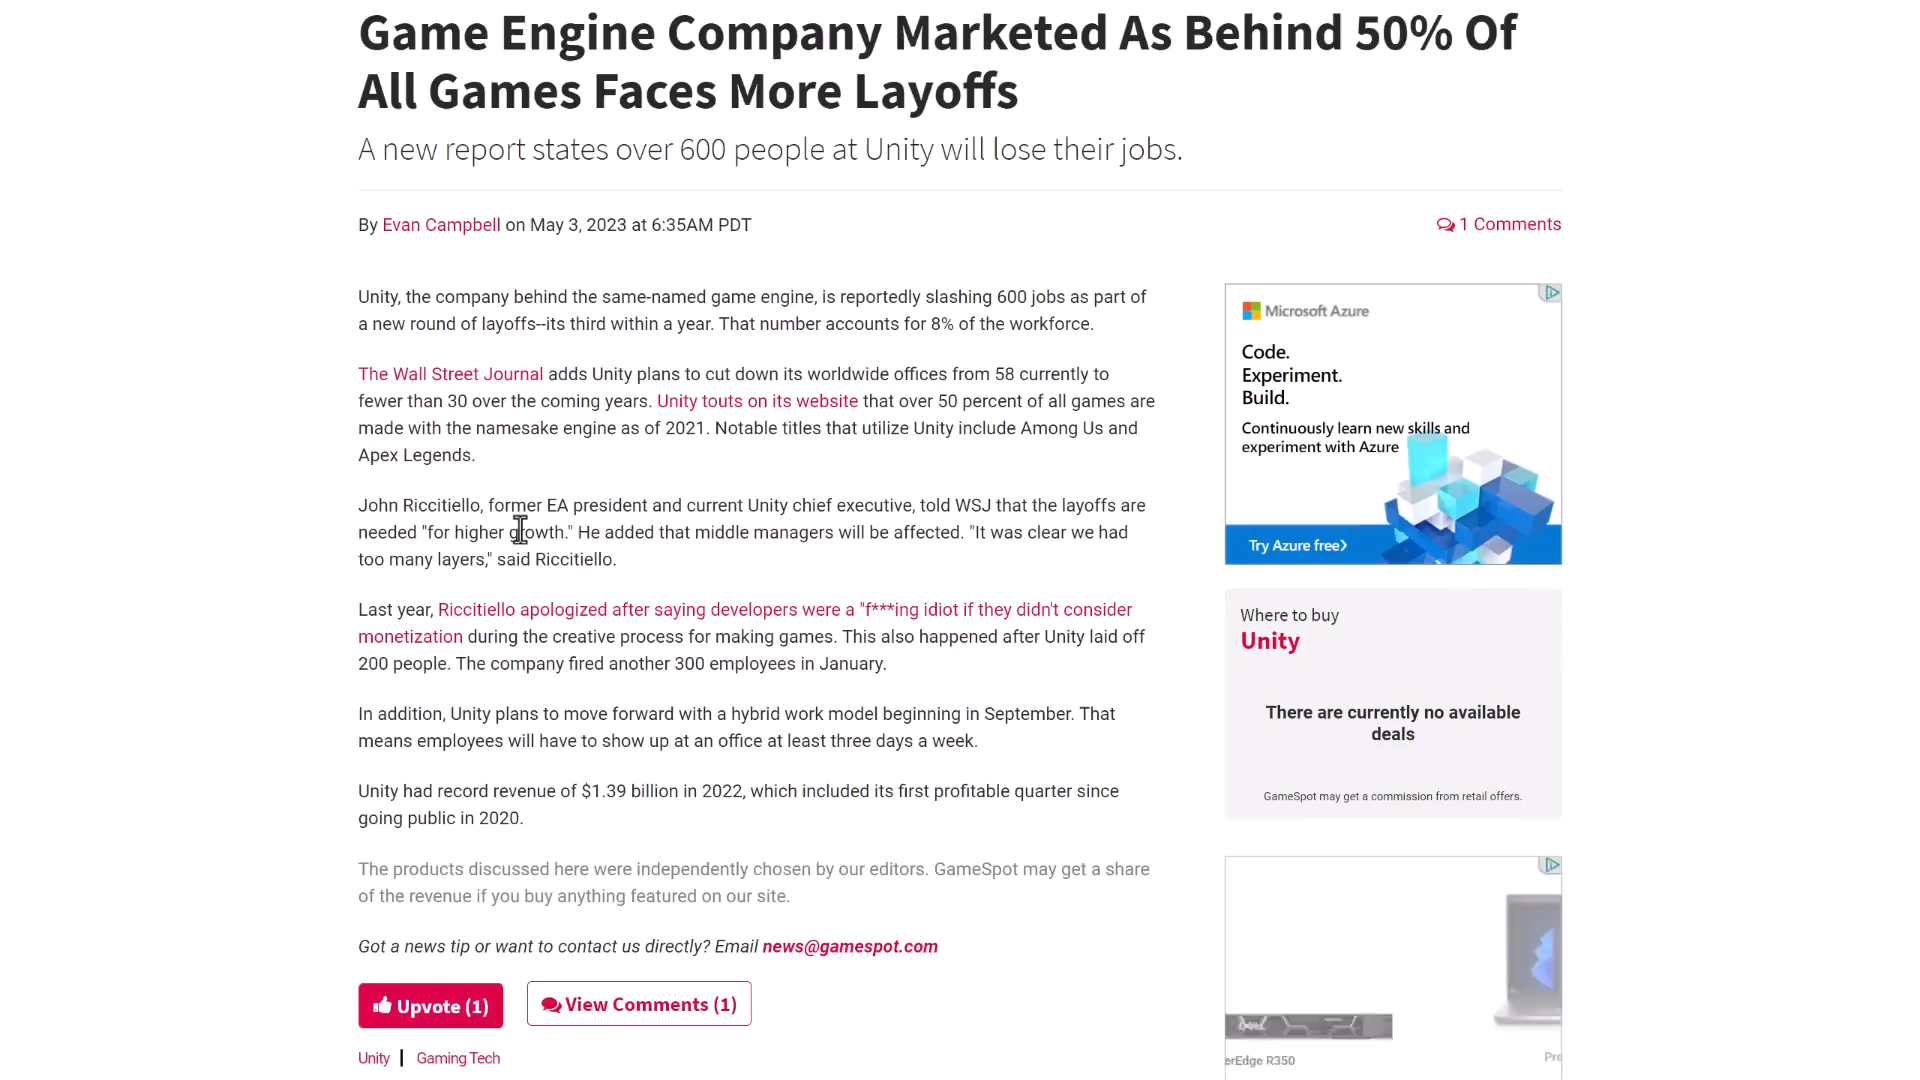 Game Engine Company Marketed As Behind 50% Of
All Games Faces More Layoffs
A new report states over 600 people at Unity will lose their jobs.
By Evan Campbell on May 3, 2023 at 6:35AM PDT
1 Comments
Unity, the company behind the same-named game engine, is reportedly slashing 600 jobs as part of
a new round of layoffs--its third within a year. That number accounts for 8% of the workforce.
The Wall Street Journal adds Unity plans to cut down its worldwide offices from 58 currently to
fewer than 30 over the coming years. Unity touts on its website that over 50 percent of all games are
made with the namesake engine as of 2021. Notable titles that utilize Unity include Among Us and
Apex Legends.
John Riccitiello, former EA president and current Unity chief executive, told WSJ that the layoffs are
needed "for higher growth." He added that middle managers will be affected. "It was clear we had
too many layers," said Riccitiello.
Last year, Riccitiello apologized after saying developers were a "f***ing idiot if they didn't consider
monetization during the creative process for making games. This also happened after Unity laid off
200 people. The company fired another 300 employees in January.
In addition, Unity plans to move forward with a hybrid work model beginning in September. That
means employees will have to show up at an office at least three days a week.
Unity had record revenue of $1.39 billion in 2022, which included its first profitable quarter since
going public in 2020.
The products discussed here were independently chosen by our editors. GameSpot may get a share
of the revenue if you buy anything featured on our site.
Got a news tip or want to contact us directly? Email news@gamespot.com
Upvote (1)
View Comments (1)
Unity | Gaming Tech
Microsoft Azure
Code.
Experiment.
Build.
Continuously learn new skills and
experiment with Azure
Try Azure free>
Where to buy
Unity
There are currently no available
deals
GameSpot may get a commission from retail offers.
DELL
erEdge R350
Pre